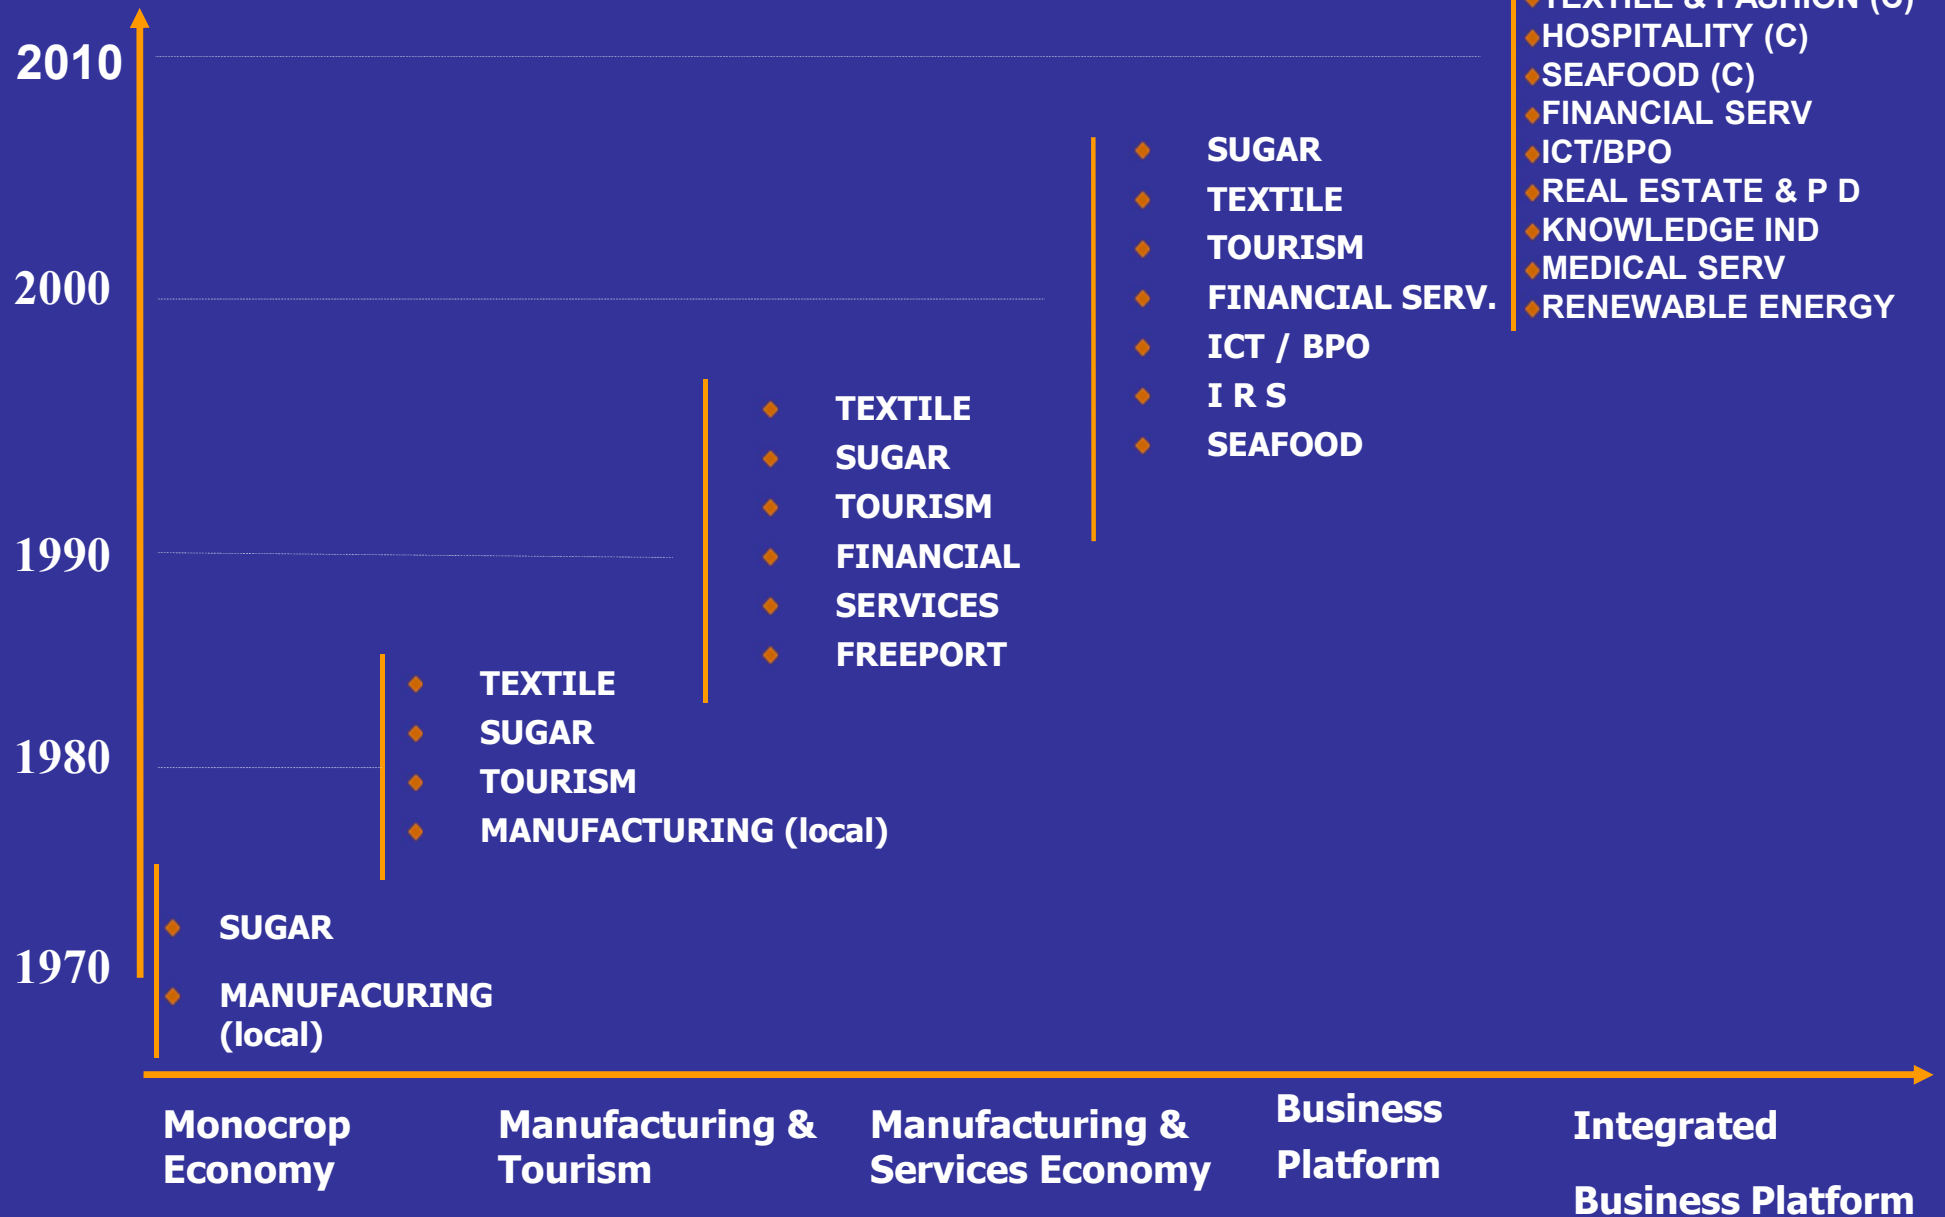 TEXTILE & FASHION (C)
2010
HOSPITALITY (C)
SEAFOOD (C)
FINANCIAL SERV
ICT/BPO
REAL ESTATE & P D
KNOWLEDGE IND
MEDICAL SERV
RENEWABLE ENERGY
SUGAR
TEXTILE
TOURISM
2000
FINANCIAL SERV.
ICT / BPO
I R S
SEAFOOD
TEXTILE
SUGAR
TOURISM
1990
FINANCIAL
SERVICES
FREEPORT
TEXTILE
SUGAR
1980
TOURISM
MANUFACTURING (local)
SUGAR
1970
MANUFACURING
(local)
Monocrop
Economy
Manufacturing &
Tourism
Manufacturing &
Services Economy
Business
Platform
Integrated
Business Platform